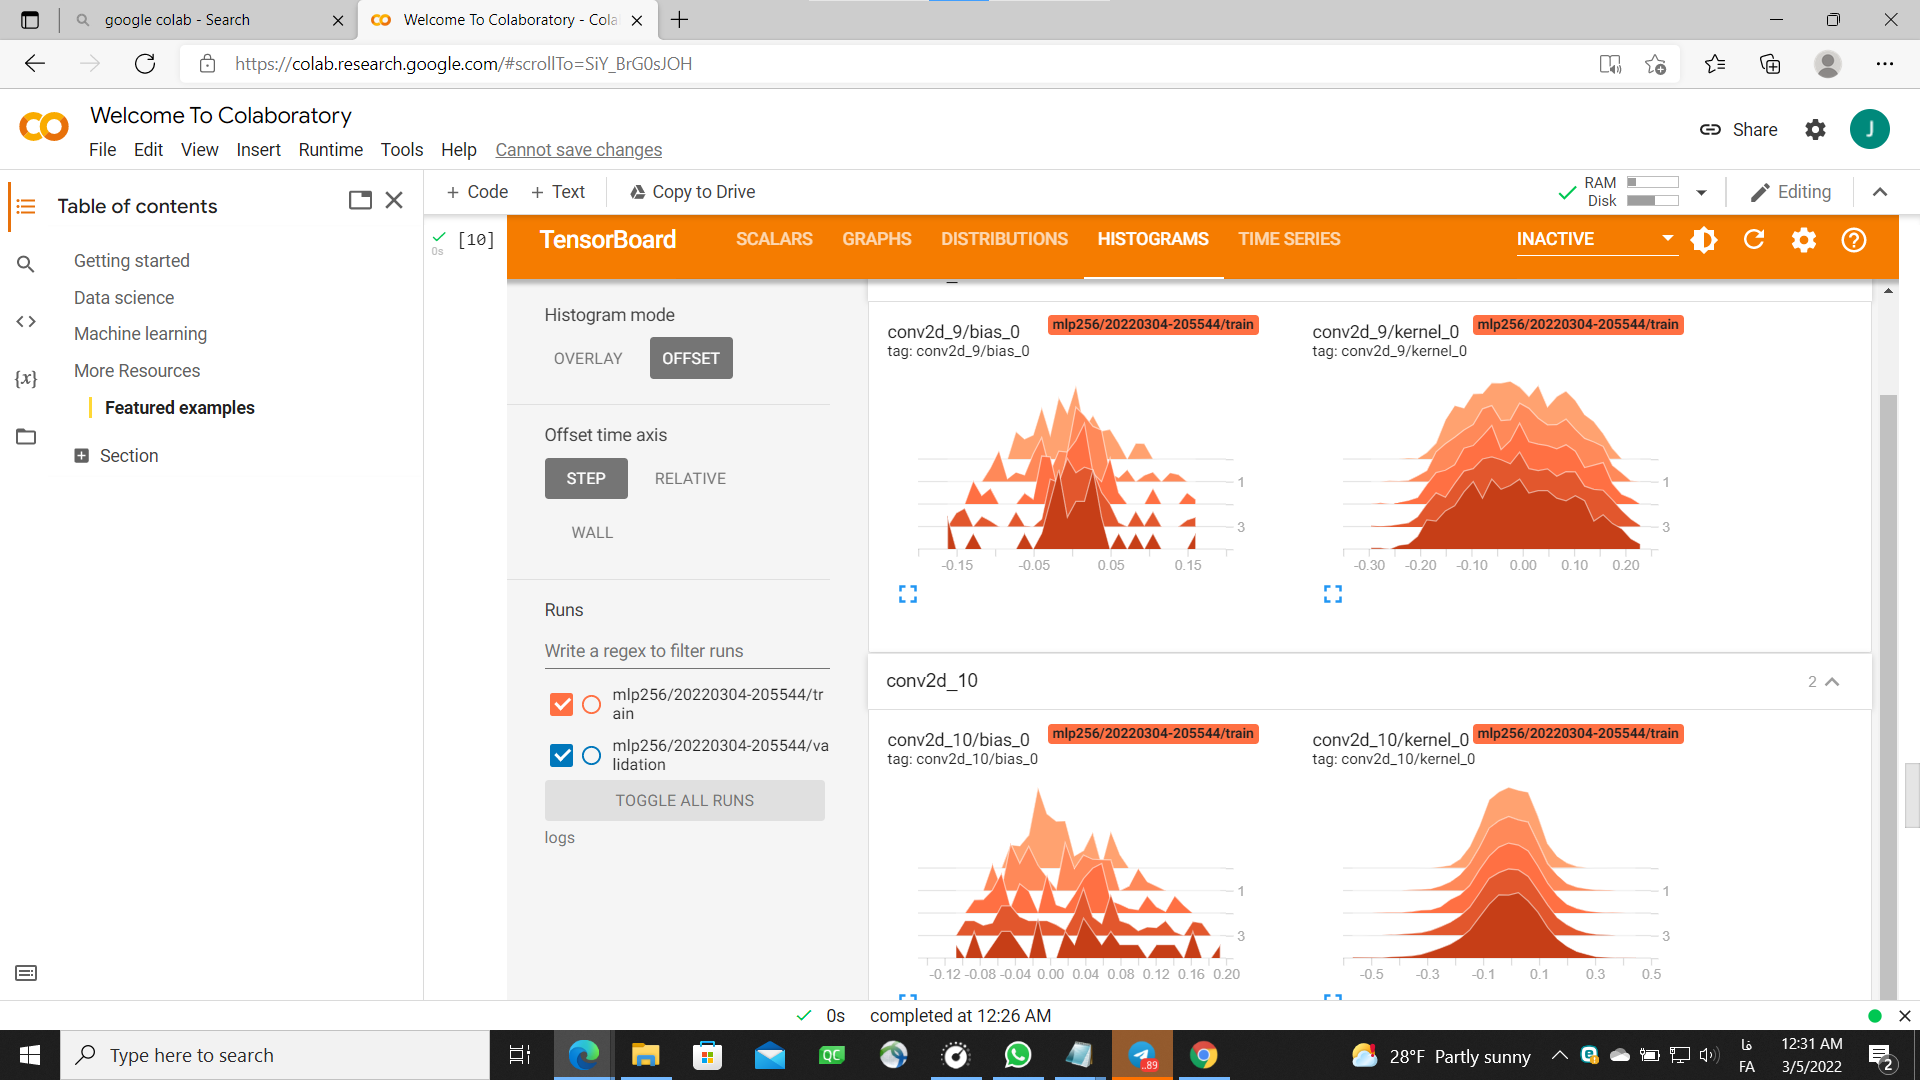 google colab - Search
Welcome To Colaboratory - Cola
https://colab.research.google.com/#scrollTo=SiY_BrG0sJOH
Welcome To Colaboratory
File Edit View Insert Runtime Tools Help Cannot save changes
Share
J
Table of contents
+ Code + Text Copy to Drive
RAM
Disk
Editing
Getting started
Data science
Machine learning
More Resources
Featured examples
Section
{x}
[10]
0s
TensorBoard SCALARS GRAPHS DISTRIBUTIONS HISTOGRAMS TIME SERIES INACTIVE
Histogram mode
OVERLAY OFFSET
Offset time axis
STEP RELATIVE
WALL
Runs
Write a regex to filter runs
mlp256/20220304-205544/tr
ain
mlp256/20220304-205544/va
lidation
TOGGLE ALL RUNS
logs
conv2d_9/bias_0 mlp256/20220304-205544/train
tag: conv2d_9/bias_0
1
3
-0.15 -0.05 0.05 0.15
conv2d_9/kernel_0 mlp256/20220304-205544/train
tag: conv2d_9/kernel_0
1
3
-0.30 -0.20 -0.10 0.00 0.10 0.20
conv2d_10
2
conv2d_10/bias_0 mlp256/20220304-205544/train
tag: conv2d_10/bias_0
1
3
-0.12 -0.08 -0.04 0.00 0.04 0.08 0.12 0.16 0.20
conv2d_10/kernel_0 mlp256/20220304-205544/train
tag: conv2d_10/kernel_0
1
3
-0.5 -0.3 -0.1 0.1 0.3 0.5
0s completed at 12:26 AM
Type here to search
QC
..89
28°F Partly sunny
فا
FA
12:31 AM
3/5/2022
2